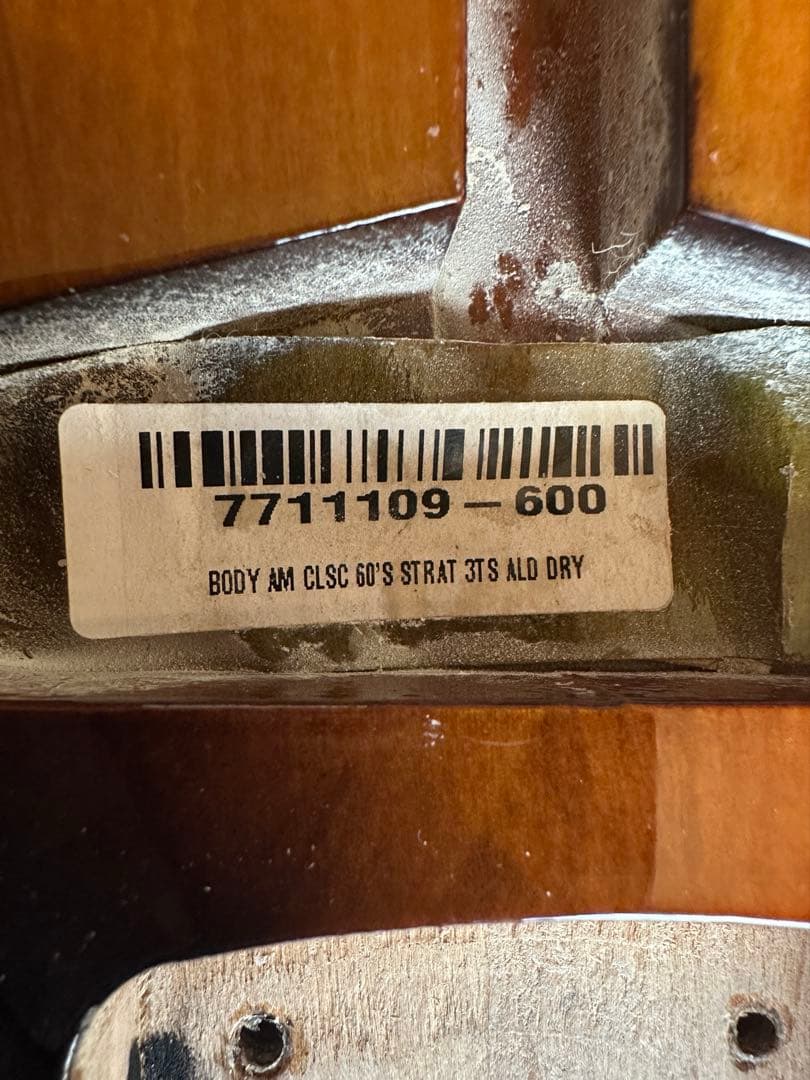 7711109-600
BODY AM CLSC 60'S STRAT 3TS ALD DRY